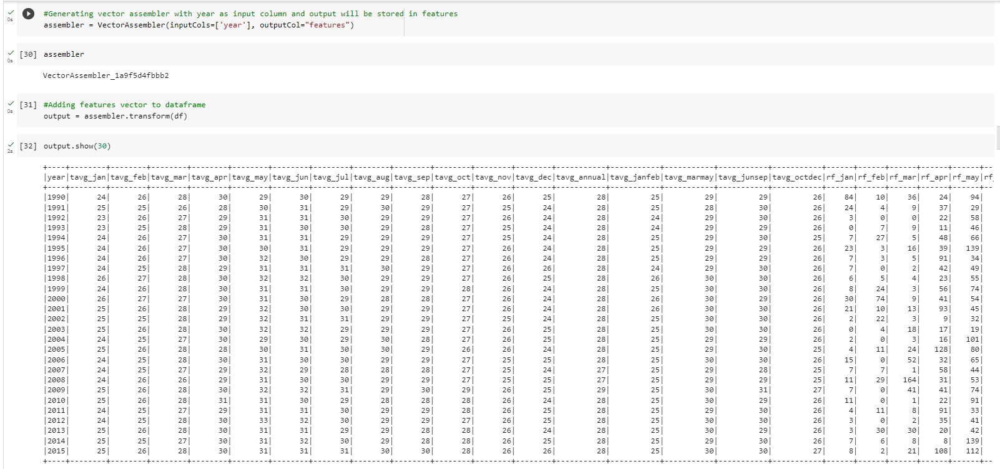 #Generating vector assembler with year as input column and output will be stored in features
0s
assembler = VectorAssembler(inputCols=['year'], outputCol="features")
[30] assembler
0s
VectorAssembler_1a9f5d4fbbb2
[31] #Adding features vector to dataframe
0s
output = assembler.transform(df)
[32] output.show(30)
2s
+----+--------+--------+--------+--------+--------+--------+--------+--------+--------+--------+--------+--------+-----------+-----------+-----------+-----------+-----------+------+------+------+------+------+--
|year|tavg_jan|tavg_feb|tavg_mar|tavg_apr|tavg_may|tavg_jun|tavg_jul|tavg_aug|tavg_sep|tavg_oct|tavg_nov|tavg_dec|tavg_annual|tavg_janfeb|tavg_marmay|tavg_junsep|tavg_octdec|rf_jan|rf_feb|rf_mar|rf_apr|rf_may|rf_
+----+--------+--------+--------+--------+--------+--------+--------+--------+--------+--------+--------+--------+-----------+-----------+-----------+-----------+-----------+------+------+------+------+------+--
|1990| 24| 26| 28| 30| 29| 30| 29| 29| 28| 27| 26| 25| 28| 25| 29| 29| 26| 84| 10| 36| 24| 94|
|1991| 25| 25| 26| 28| 30| 31| 29| 30| 29| 27| 25| 24| 28| 25| 28| 30| 26| 24| 4| 9| 37| 29|
|1992| 23| 26| 27| 29| 31| 31| 30| 29| 29| 27| 26| 24| 28| 24| 29| 30| 26| 3| 0| 0| 22| 58|
|1993| 23| 25| 28| 29| 31| 30| 30| 29| 28| 27| 25| 24| 28| 24| 29| 29| 26| 0| 7| 9| 11| 46|
|1994| 24| 26| 27| 30| 31| 31| 29| 29| 29| 27| 25| 24| 28| 25| 29| 30| 25| 7| 27| 5| 48| 66|
|1995| 24| 26| 27| 30| 30| 31| 29| 29| 29| 27| 26| 24| 28| 25| 29| 29| 26| 23| 3| 16| 39| 139|
|1996| 24| 26| 27| 30| 32| 30| 29| 29| 28| 27| 26| 24| 28| 25| 29| 29| 26| 7| 3| 5| 91| 34|
|1997| 24| 25| 28| 29| 31| 31| 31| 30| 29| 27| 26| 26| 28| 24| 29| 30| 26| 7| 0| 2| 42| 49|
|1998| 26| 27| 28| 30| 32| 32| 30| 29| 29| 27| 26| 25| 28| 26| 30| 30| 26| 6| 5| 4| 23| 55|
|1999| 24| 26| 28| 30| 31| 31| 30| 29| 29| 28| 26| 24| 28| 25| 30| 30| 26| 8| 24| 3| 56| 74|
|2000| 26| 27| 27| 30| 31| 30| 29| 28| 28| 27| 26| 24| 28| 26| 30| 29| 26| 30| 74| 9| 41| 54|
|2001| 25| 26| 28| 29| 32| 30| 30| 29| 29| 27| 26| 24| 28| 26| 30| 30| 26| 21| 10| 13| 93| 45|
|2002| 25| 25| 28| 29| 32| 31| 31| 29| 29| 27| 25| 24| 28| 25| 30| 30| 26| 2| 22| 3| 9| 32|
|2003| 25| 26| 28| 30| 32| 32| 29| 29| 29| 27| 26| 25| 28| 25| 30| 30| 26| 0| 4| 18| 17| 19|
|2004| 24| 25| 27| 30| 29| 30| 29| 30| 28| 27| 26| 24| 28| 25| 29| 29| 26| 2| 0| 3| 16| 101|
|2005| 25| 26| 28| 28| 30| 31| 30| 30| 29| 26| 26| 24| 28| 25| 29| 30| 25| 4| 11| 24| 128| 80|
|2006| 24| 25| 28| 30| 31| 30| 30| 29| 29| 27| 25| 25| 28| 25| 30| 30| 26| 15| 0| 52| 32| 65|
|2007| 24| 25| 27| 29| 32| 29| 28| 28| 28| 27| 25| 24| 27| 25| 29| 28| 25| 7| 7| 1| 58| 44|
|2008| 24| 26| 26| 29| 31| 30| 30| 29| 29| 27| 25| 25| 27| 25| 29| 29| 25| 11| 29| 164| 31| 53|
|2009| 25| 26| 28| 30| 32| 32| 31| 29| 30| 29| 26| 25| 29| 25| 30| 31| 27| 7| 0| 41| 41| 74|
|2010| 25| 26| 28| 31| 31| 30| 29| 28| 28| 28| 26| 24| 28| 25| 30| 29| 26| 11| 0| 1| 22| 91|
|2011| 24| 25| 27| 29| 31| 31| 30| 29| 29| 28| 26| 25| 28| 25| 29| 30| 26| 4| 11| 8| 91| 33|
|2012| 24| 25| 28| 30| 33| 32| 30| 29| 29| 27| 26| 25| 28| 25| 30| 30| 26| 3| 0| 2| 35| 41|
|2013| 25| 26| 28| 30| 31| 31| 29| 29| 28| 28| 26| 24| 28| 25| 30| 29| 26| 3| 30| 30| 20| 42|
|2014| 25| 25| 27| 30| 31| 32| 30| 29| 28| 28| 26| 25| 28| 25| 29| 30| 26| 7| 6| 8| 8| 139|
|2015| 25| 26| 28| 30| 31| 31| 31| 30| 30| 28| 26| 26| 28| 25| 30| 30| 27| 8| 2| 21| 108| 112|
+----+--------+--------+--------+--------+--------+--------+--------+--------+--------+--------+--------+--------+-----------+-----------+-----------+-----------+-----------+------+------+------+------+------+--